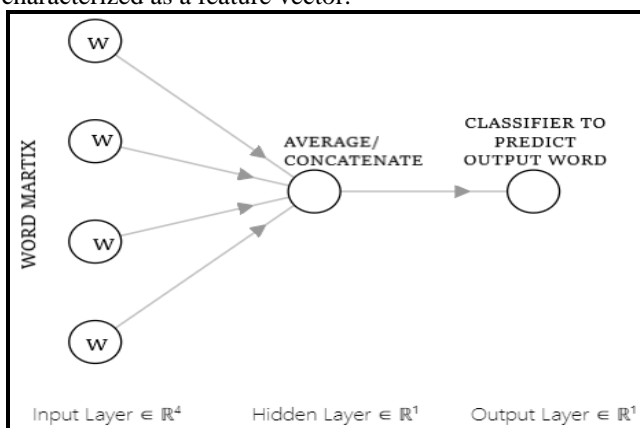 characterized as a feature vector.
W
W
AVERAGE/
CONCATENATE
CLASSIFIER TO
PREDICT
OUTPUT WORD
WORD MARTIX
W
W
Input Layer ∈ ℝ⁴
Hidden Layer ∈ ℝ¹
Output Layer ∈ ℝ¹